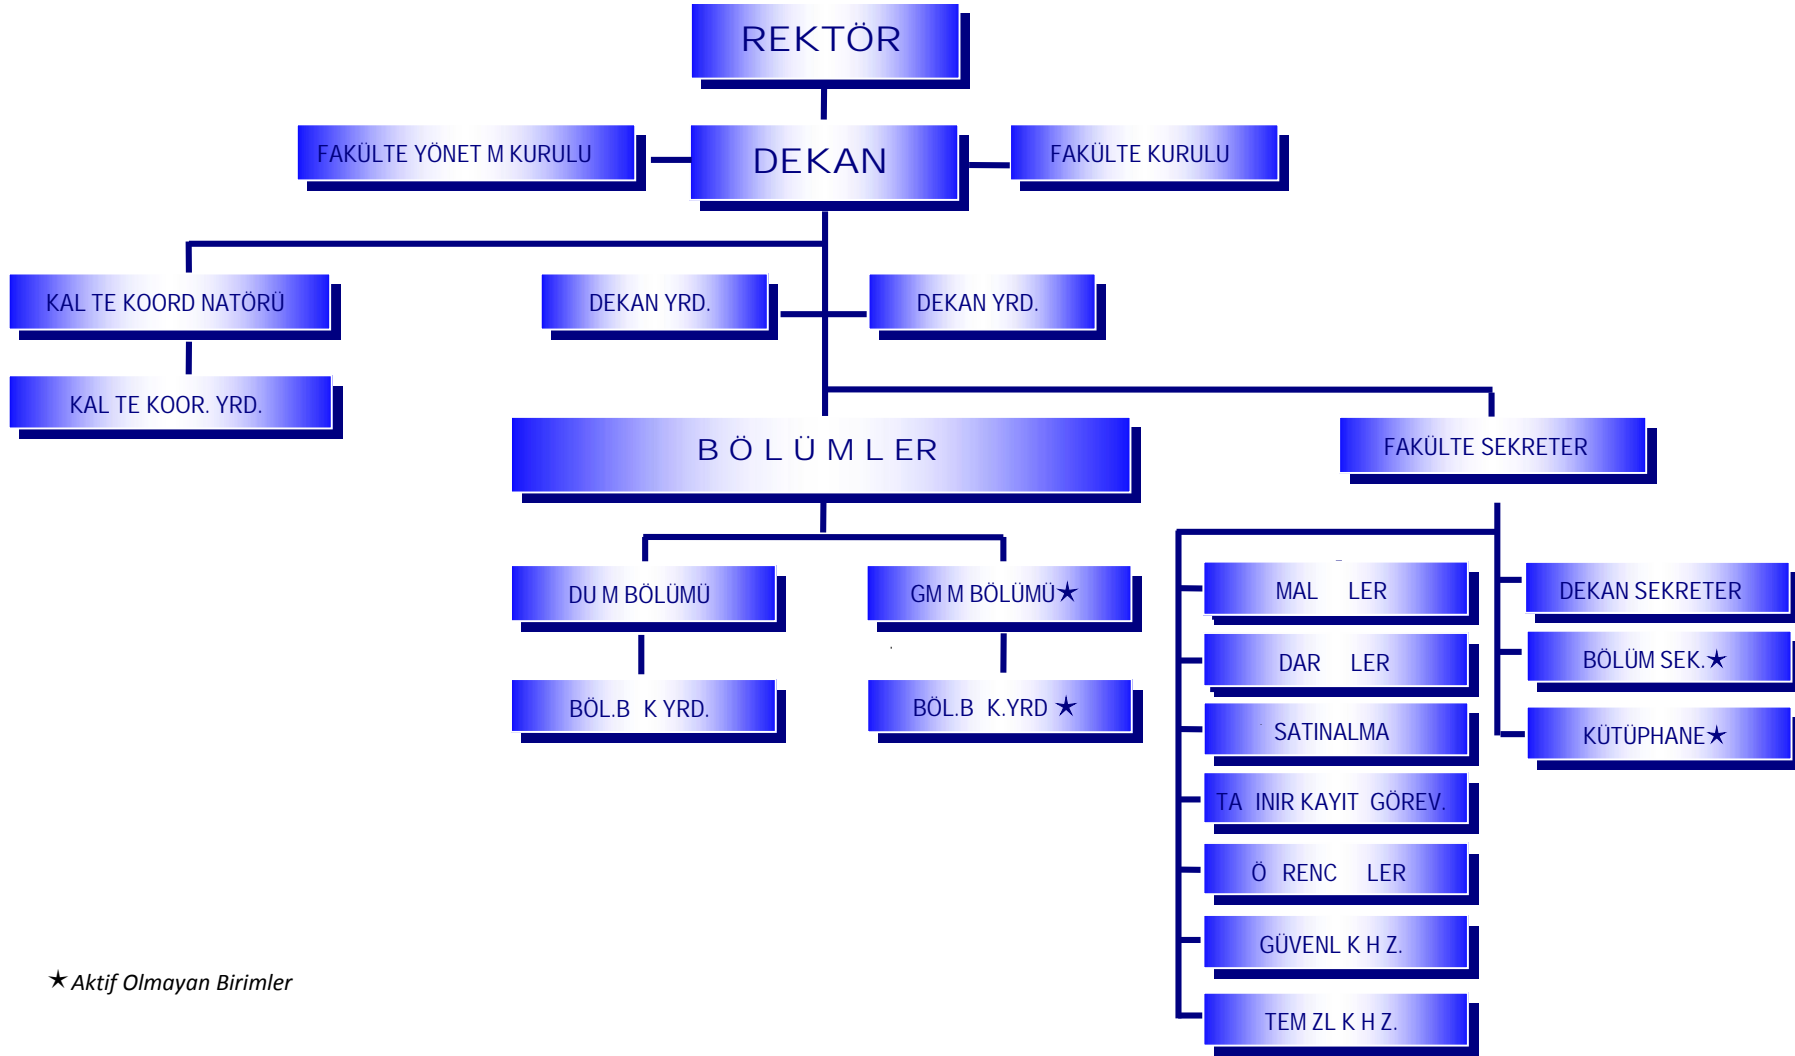 REKTÖR
FAKÜLTE YÖNET M KURULU
DEKAN
FAKÜLTE KURULU
KAL TE KOORD NATÖRÜ
DEKAN YRD.
DEKAN YRD.
KAL TE KOOR. YRD.
B Ö L Ü M L ER
FAKÜLTE SEKRETER
DU M BÖLÜMÜ
GM M BÖLÜMÜ★
BÖL.B K YRD.
BÖL.B K.YRD ★
MAL LER
DAR LER
SATINALMA
TA INIR KAYIT GÖREV.
Ö RENC LER
GÜVENL K H Z.
TEM ZL K H Z.
DEKAN SEKRETER
BÖLÜM SEK.★
KÜTÜPHANE★
★ Aktif Olmayan Birimler